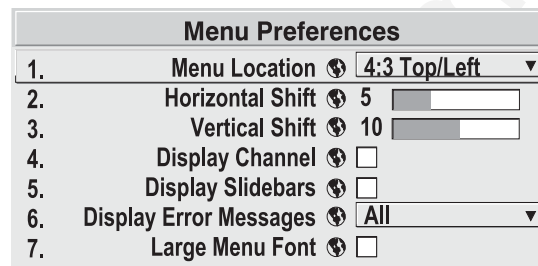 Menu Preferences
1. Menu Location 4:3 Top/Left
2. Horizontal Shift 5
3. Vertical Shift 10
4. Display Channel
5. Display Slidebars
6. Display Error Messages All
7. Large Menu Font